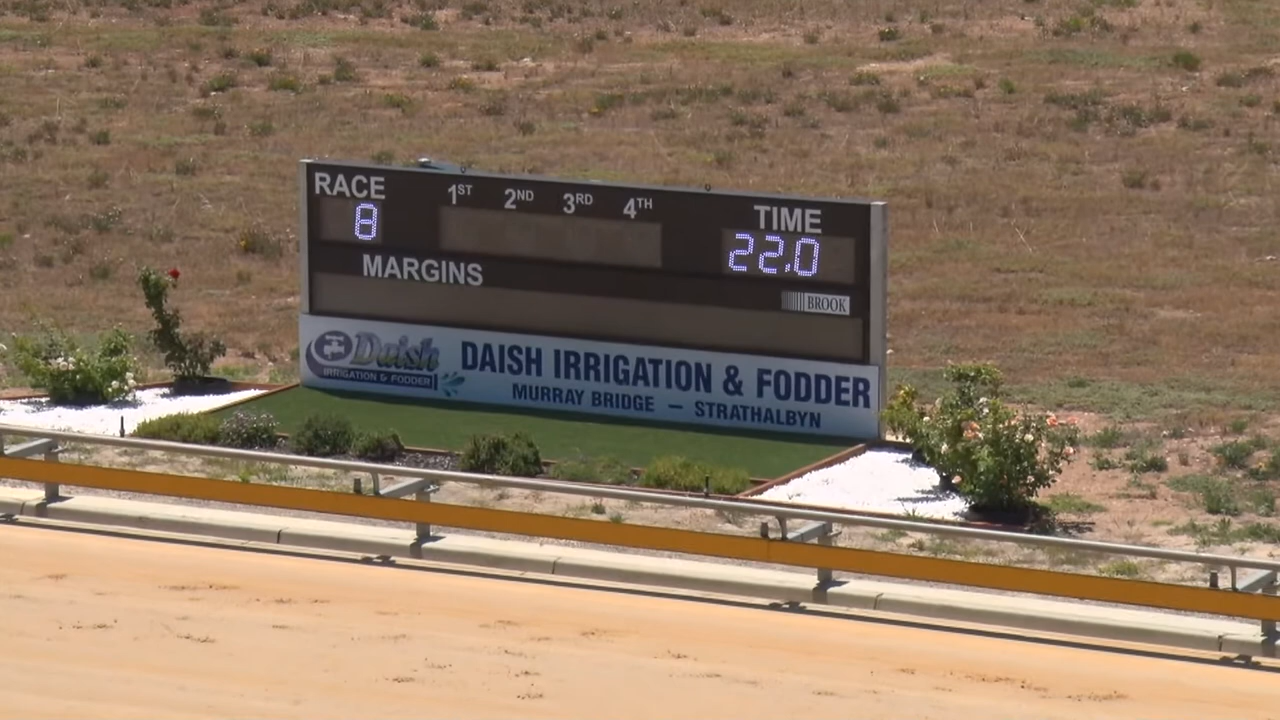 RACE 1ST 2ND 3RD 4TH TIME
8 22.0
MARGINS
BROOK
Daish
IRRIGATION & FODDER
DAISH IRRIGATION & FODDER
MURRAY BRIDGE – STRATHALBYN